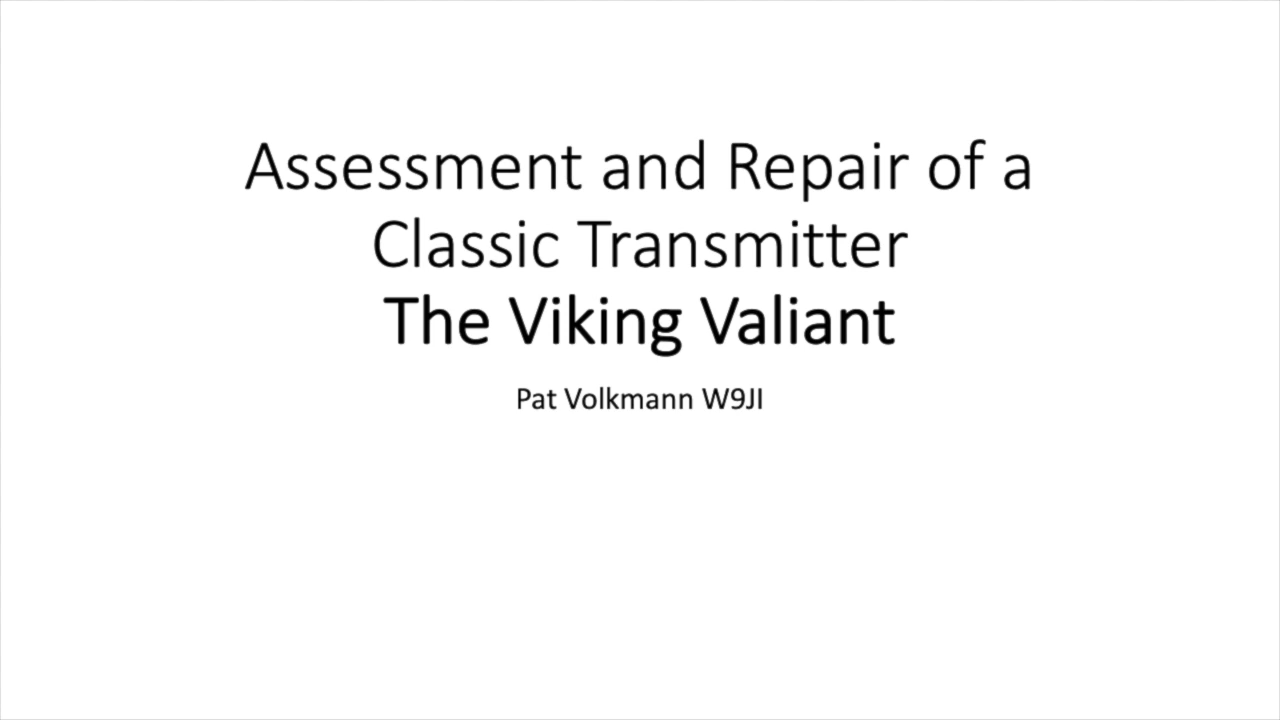 Assessment and Repair of a
Classic Transmitter
The Viking Valiant
Pat Volkmann W9JI